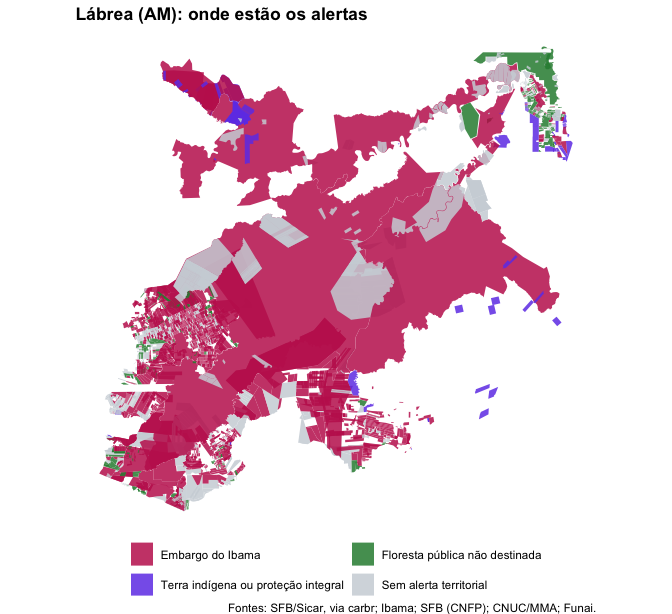 Lábrea (AM): onde estão os alertas
Embargo do Ibama
Floresta pública não destinada
Terra indígena ou proteção integral
Sem alerta territorial
Fontes: SFB/Sicar, via carbr; Ibama; SFB (CNFP); CNUC/MMA; Funai.